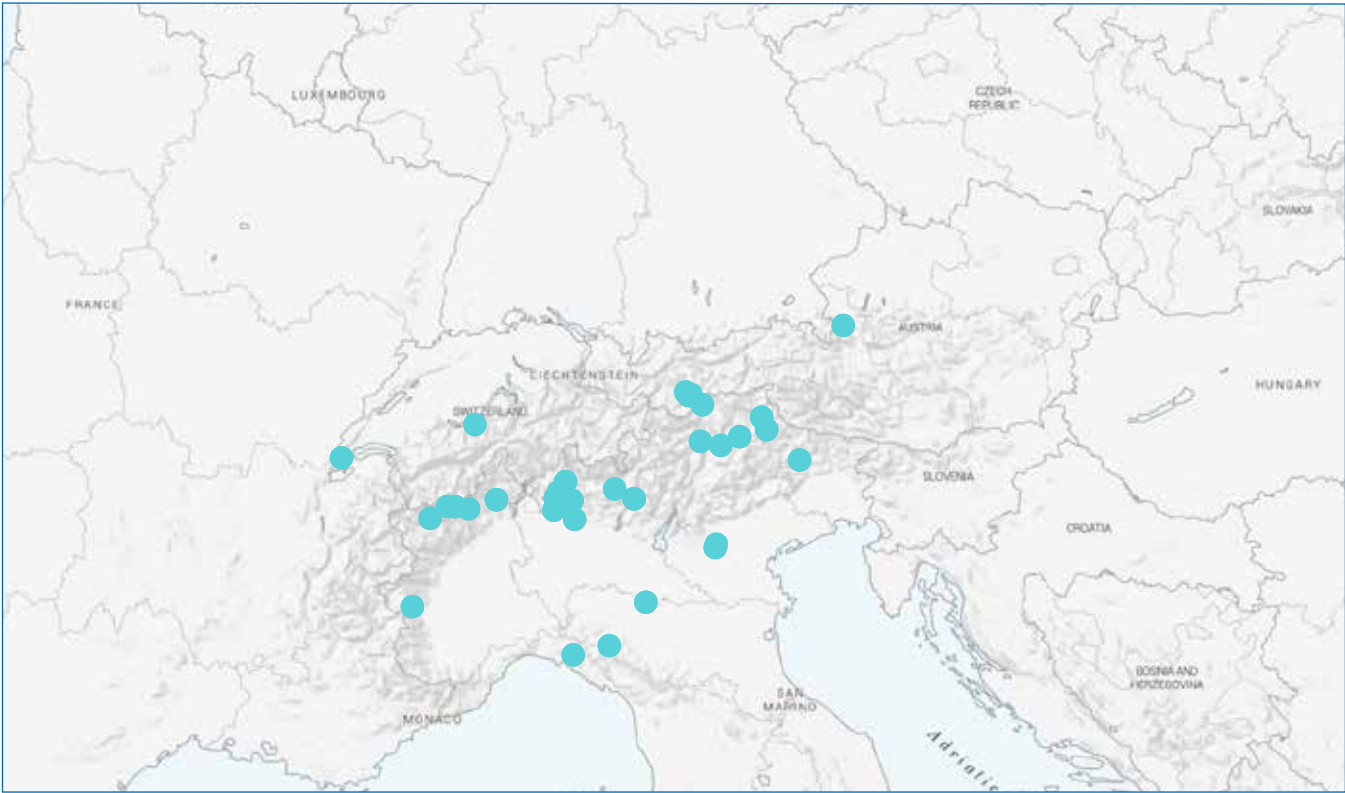 LUXEMBOURG
CZECH
REPUBLIC
SLOVAKIA
FRANCE
AUSTRIA
LIECHTENSTEIN
HUNGARY
SWITZERLAND
SLOVENIA
CROATIA
BOSNIA AND
HERZEGOVINA
SAN
MARINO
MONACO
Adriatic